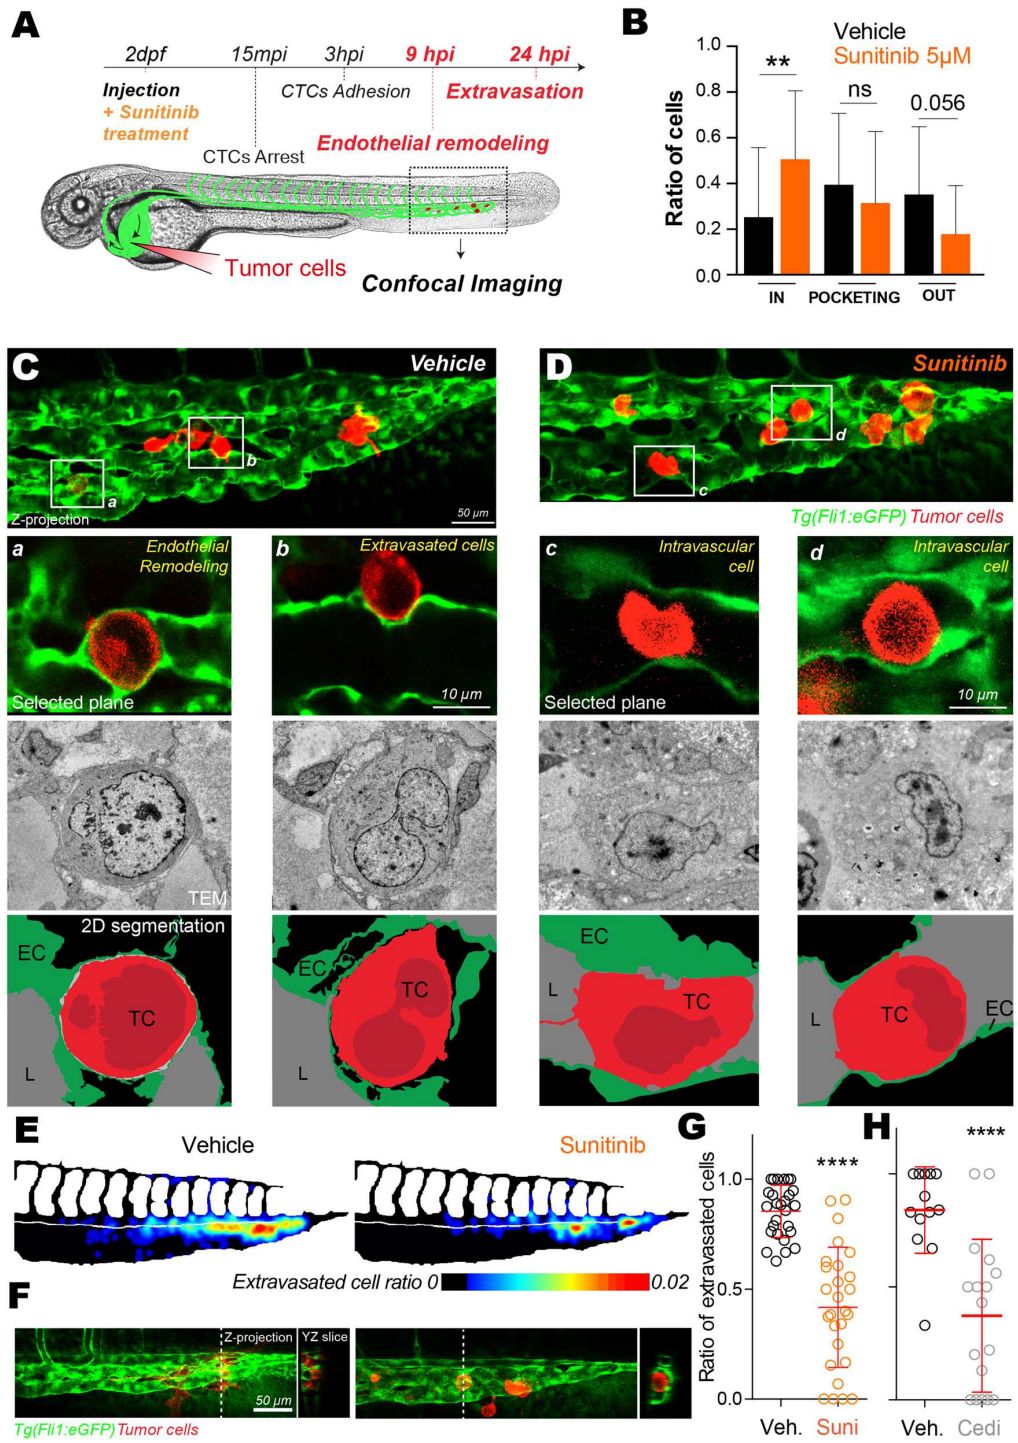 A
2dpf
15mpi
3hpi
9 hpi
24 hpi
Injection
+ Sunitinib
treatment
CTCs Adhesion
Extravasation
Endothelial remodeling
CTCs Arrest
Tumor cells
Confocal Imaging
B
Vehicle
Sunitinib 5µM
Ratio of cells
1.0
0.8
0.6
0.4
0.2
0.0
**
ns
0.056
IN
POCKETING
OUT
C
Vehicle
a
b
Z-projection
50 µm
D
Sunitinib
c
d
Tg(Fli1:eGFP) Tumor cells
a
Endothelial
Remodeling
Selected plane
b
Extravasated cells
10 µm
c
Intravascular
cell
Selected plane
d
Intravascular
cell
10 µm
TEM
2D segmentation
EC
TC
L
EC
TC
L
EC
L
TC
L
TC
EC
E
Vehicle
Sunitinib
Extravasated cell ratio 0
0.02
F
Z-projection
YZ slice
50 µm
Tg(Fli1:eGFP) Tumor cells
G
Ratio of extravasated cells
1.0
0.5
0.0
****
Veh.
Suni
H
****
Veh.
Cedi